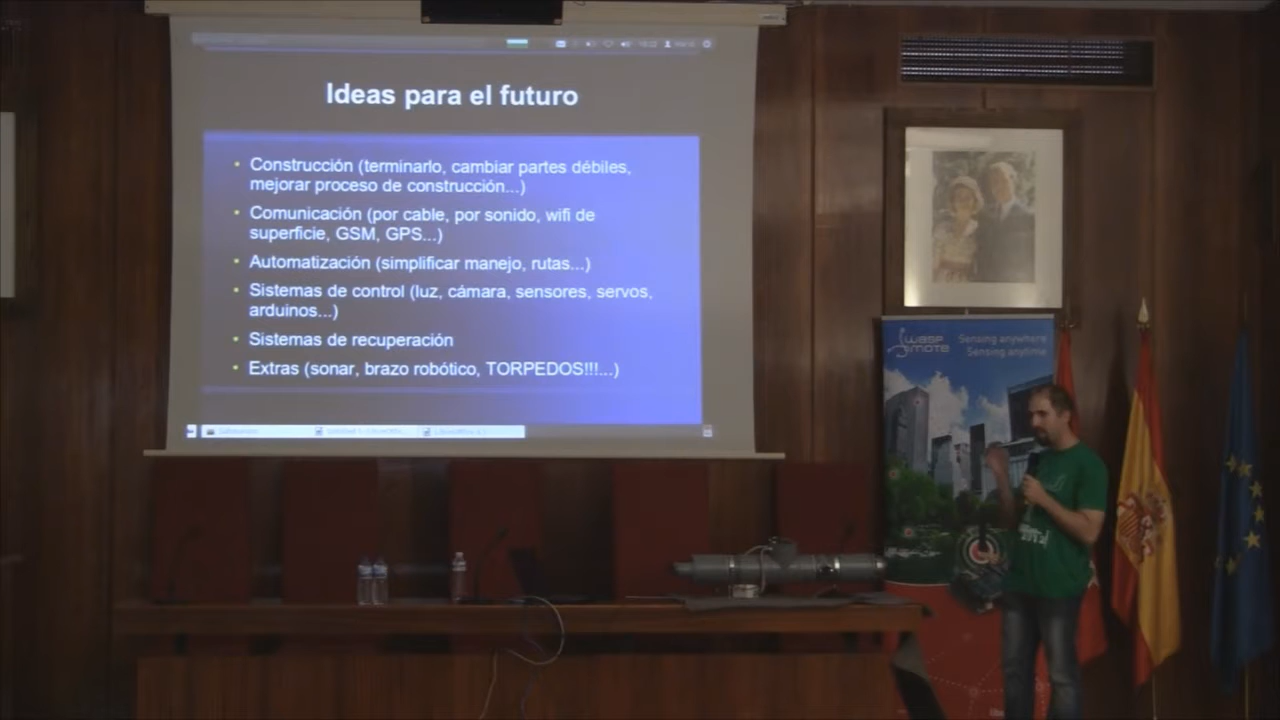 Ideas para el futuro
• Construcción (terminarlo, cambiar partes débiles,
mejorar proceso de construcción...)
• Comunicación (por cable, por sonido, wifi de
superficie, GSM, GPS...)
• Automatización (simplificar manejo, rutas...)
• Sistemas de control (luz, cámara, sensores, servos,
arduinos...)
• Sistemas de recuperación
• Extras (sonar, brazo robótico, TORPEDOS!!!...)
wasp
mote
Sensing anywhere
Sensing anytime